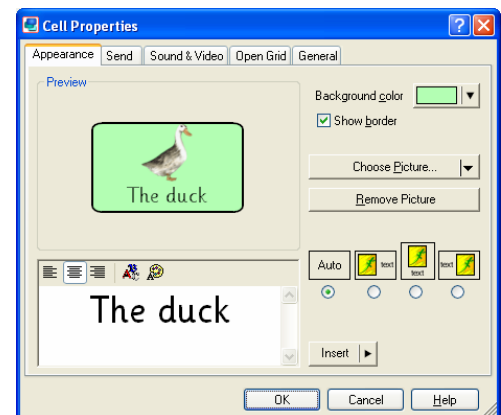 Cell Properties
Appearance Send Sound & Video Open Grid General
Preview
The duck
Background color
Show border
Choose Picture...
Remove Picture
Auto text text text
The duck
Insert
OK Cancel Help